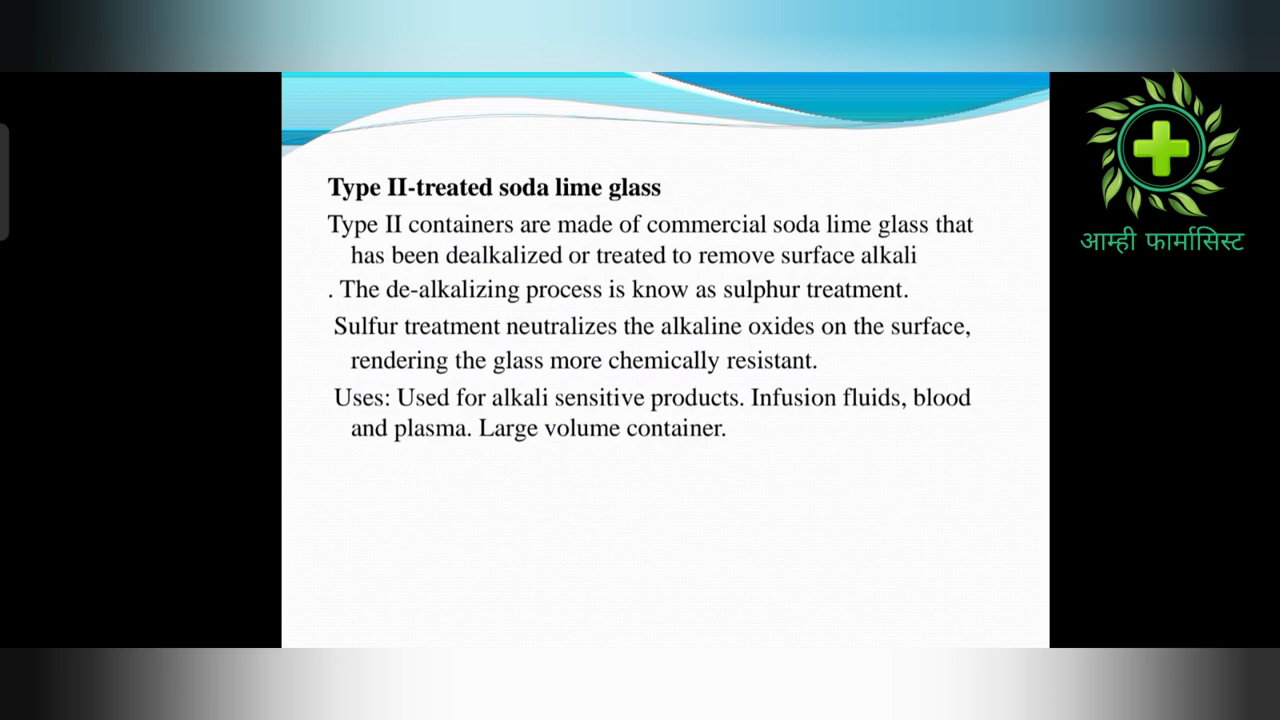 Type II-treated soda lime glass
Type II containers are made of commercial soda lime glass that
has been dealkalized or treated to remove surface alkali
. The de-alkalizing process is know as sulphur treatment.
Sulfur treatment neutralizes the alkaline oxides on the surface,
rendering the glass more chemically resistant.
Uses: Used for alkali sensitive products. Infusion fluids, blood
and plasma. Large volume container.
आम्ही फार्मासिस्ट